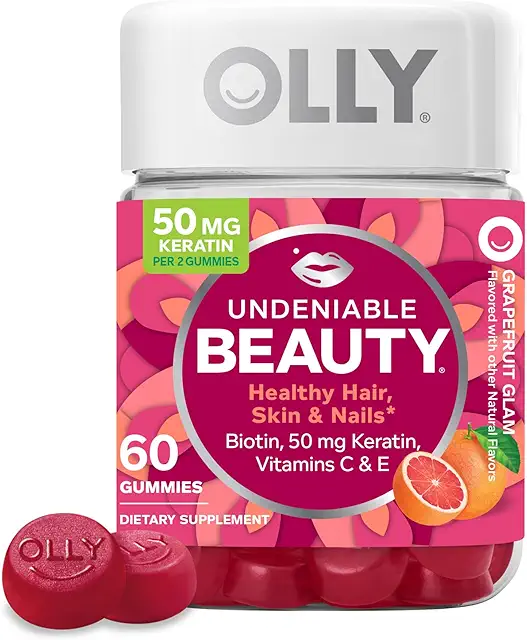 OLLY®
50 MG
KERATIN
PER 2 GUMMIES
UNDENIABLE
BEAUTY®
Healthy Hair,
Skin & Nails*
Biotin, 50 mg Keratin,
Vitamins C & E
60
GUMMIES
DIETARY SUPPLEMENT
GRAPEFRUIT GLAM
Flavored with other Natural Flavors
OLLY